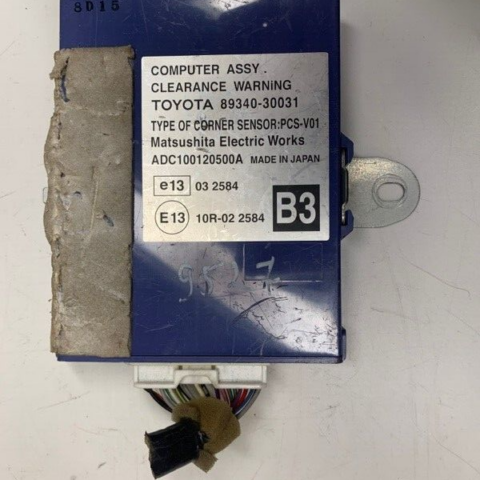 8D15
COMPUTER ASSY.
CLEARANCE WARNING
TOYOTA 89340-30031
TYPE OF CORNER SENSOR:PCS-V01
Matsushita Electric Works
ADC100120500A MADE IN JAPAN
e13 03 2584
E13 10R-02 2584
B3